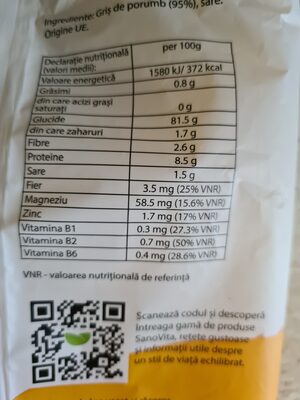 Ingrediente: Griș de porumb (95%), sare.
Origine UE.
Declarație nutrițională (valori medii): per 100g
Valoare energetică 1580 kJ/ 372 kcal
Grăsimi 0.8 g
din care acizi grași saturați 0 g
Glucide 81.5 g
din care zaharuri 1.7 g
Fibre 2.6 g
Proteine 8.5 g
Sare 1.5 g
Fier 3.5 mg (25% VNR)
Magneziu 58.5 mg (15.6% VNR)
Zinc 1.7 mg (17% VNR)
Vitamina B1 0.3 mg (27.3% VNR)
Vitamina B2 0.7 mg (50% VNR)
Vitamina B6 0.4 mg (28.6% VNR)
VNR - valoarea nutrițională de referință
Scanează codul și descoperă
întreaga gamă de produse
SanoVita, rețete gustoase
și informații utile despre
un stil de viață echilibrat.